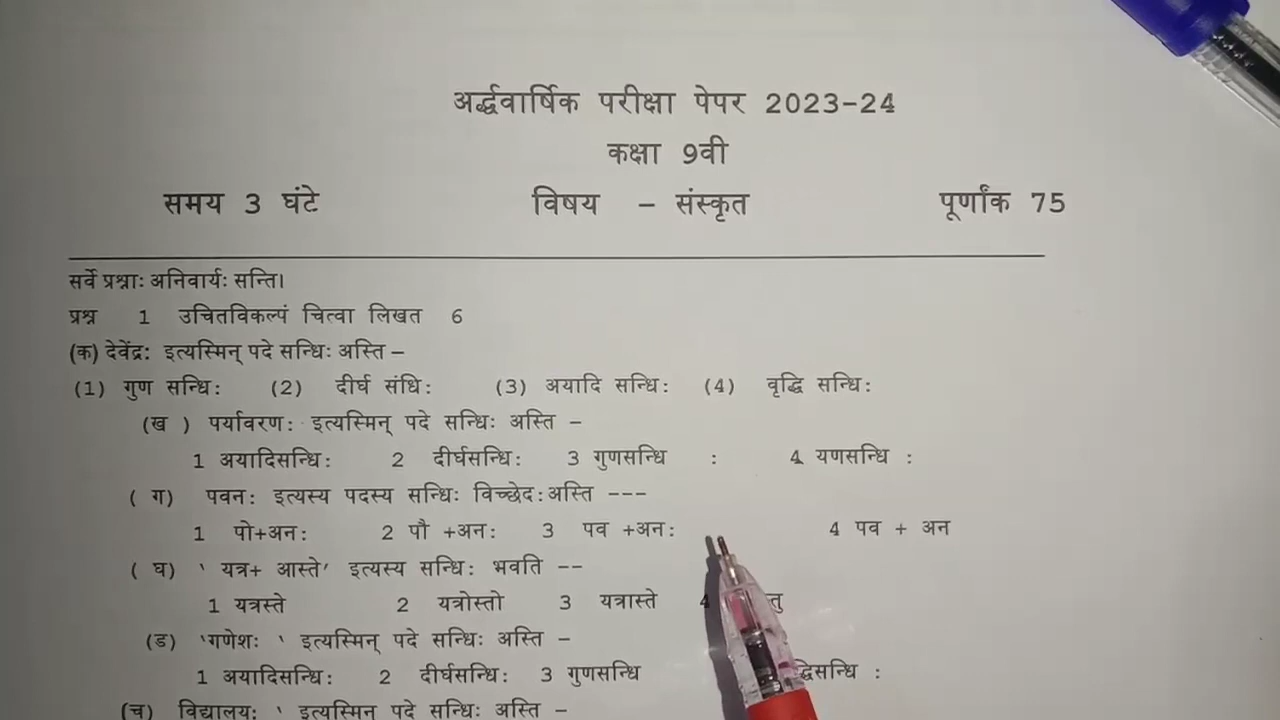 अर्द्धवार्षिक परीक्षा पेपर 2023-24
कक्षा 9वी
समय 3 घंटे विषय - संस्कृत पूर्णांक 75
सर्वे प्रश्नाः अनिवार्यः सन्ति।
प्रश्न 1 उचितविकल्पं चित्वा लिखत 6
(क) देवेंद्र: इत्यस्मिन् पदे सन्धिः अस्ति –
(1) गुण सन्धि: (2) दीर्घ संधि: (3) अयादि सन्धि: (4) वृद्धि सन्धि:
(ख ) पर्यावरण: इत्यस्मिन् पदे सन्धिः अस्ति –
1 अयादिसन्धि: 2 दीर्घसन्धि: 3 गुणसन्धि : 4 यणसन्धि :
( ग) पवन: इत्यस्य पदस्य सन्धिः विच्छेद:अस्ति ---
1 पो+अन: 2 पौ +अन: 3 पव +अन: 4 पव + अन
( घ) ' यत्र+ आस्ते' इत्यस्य सन्धि: भवति --
1 यत्रस्ते 2 यत्रोस्तो 3 यत्रास्ते 4
(ड) 'गणेशः ' इत्यस्मिन् पदे सन्धिः अस्ति –
1 अयादिसन्धि: 2 दीर्घसन्धि: 3 गुणसन्धि :
(च) विद्यालय: ' इत्यस्मिन् पदे सन्धिः अस्ति –